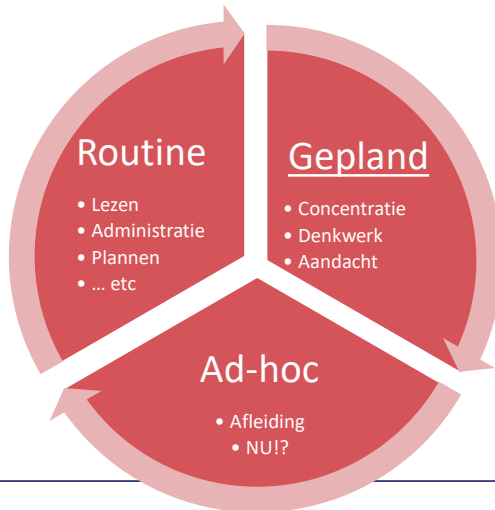 Routine
• Lezen
• Administratie
• Plannen
• ... etc
Gepland
• Concentratie
• Denkwerk
• Aandacht
Ad-hoc
• Afleiding
• NU!?